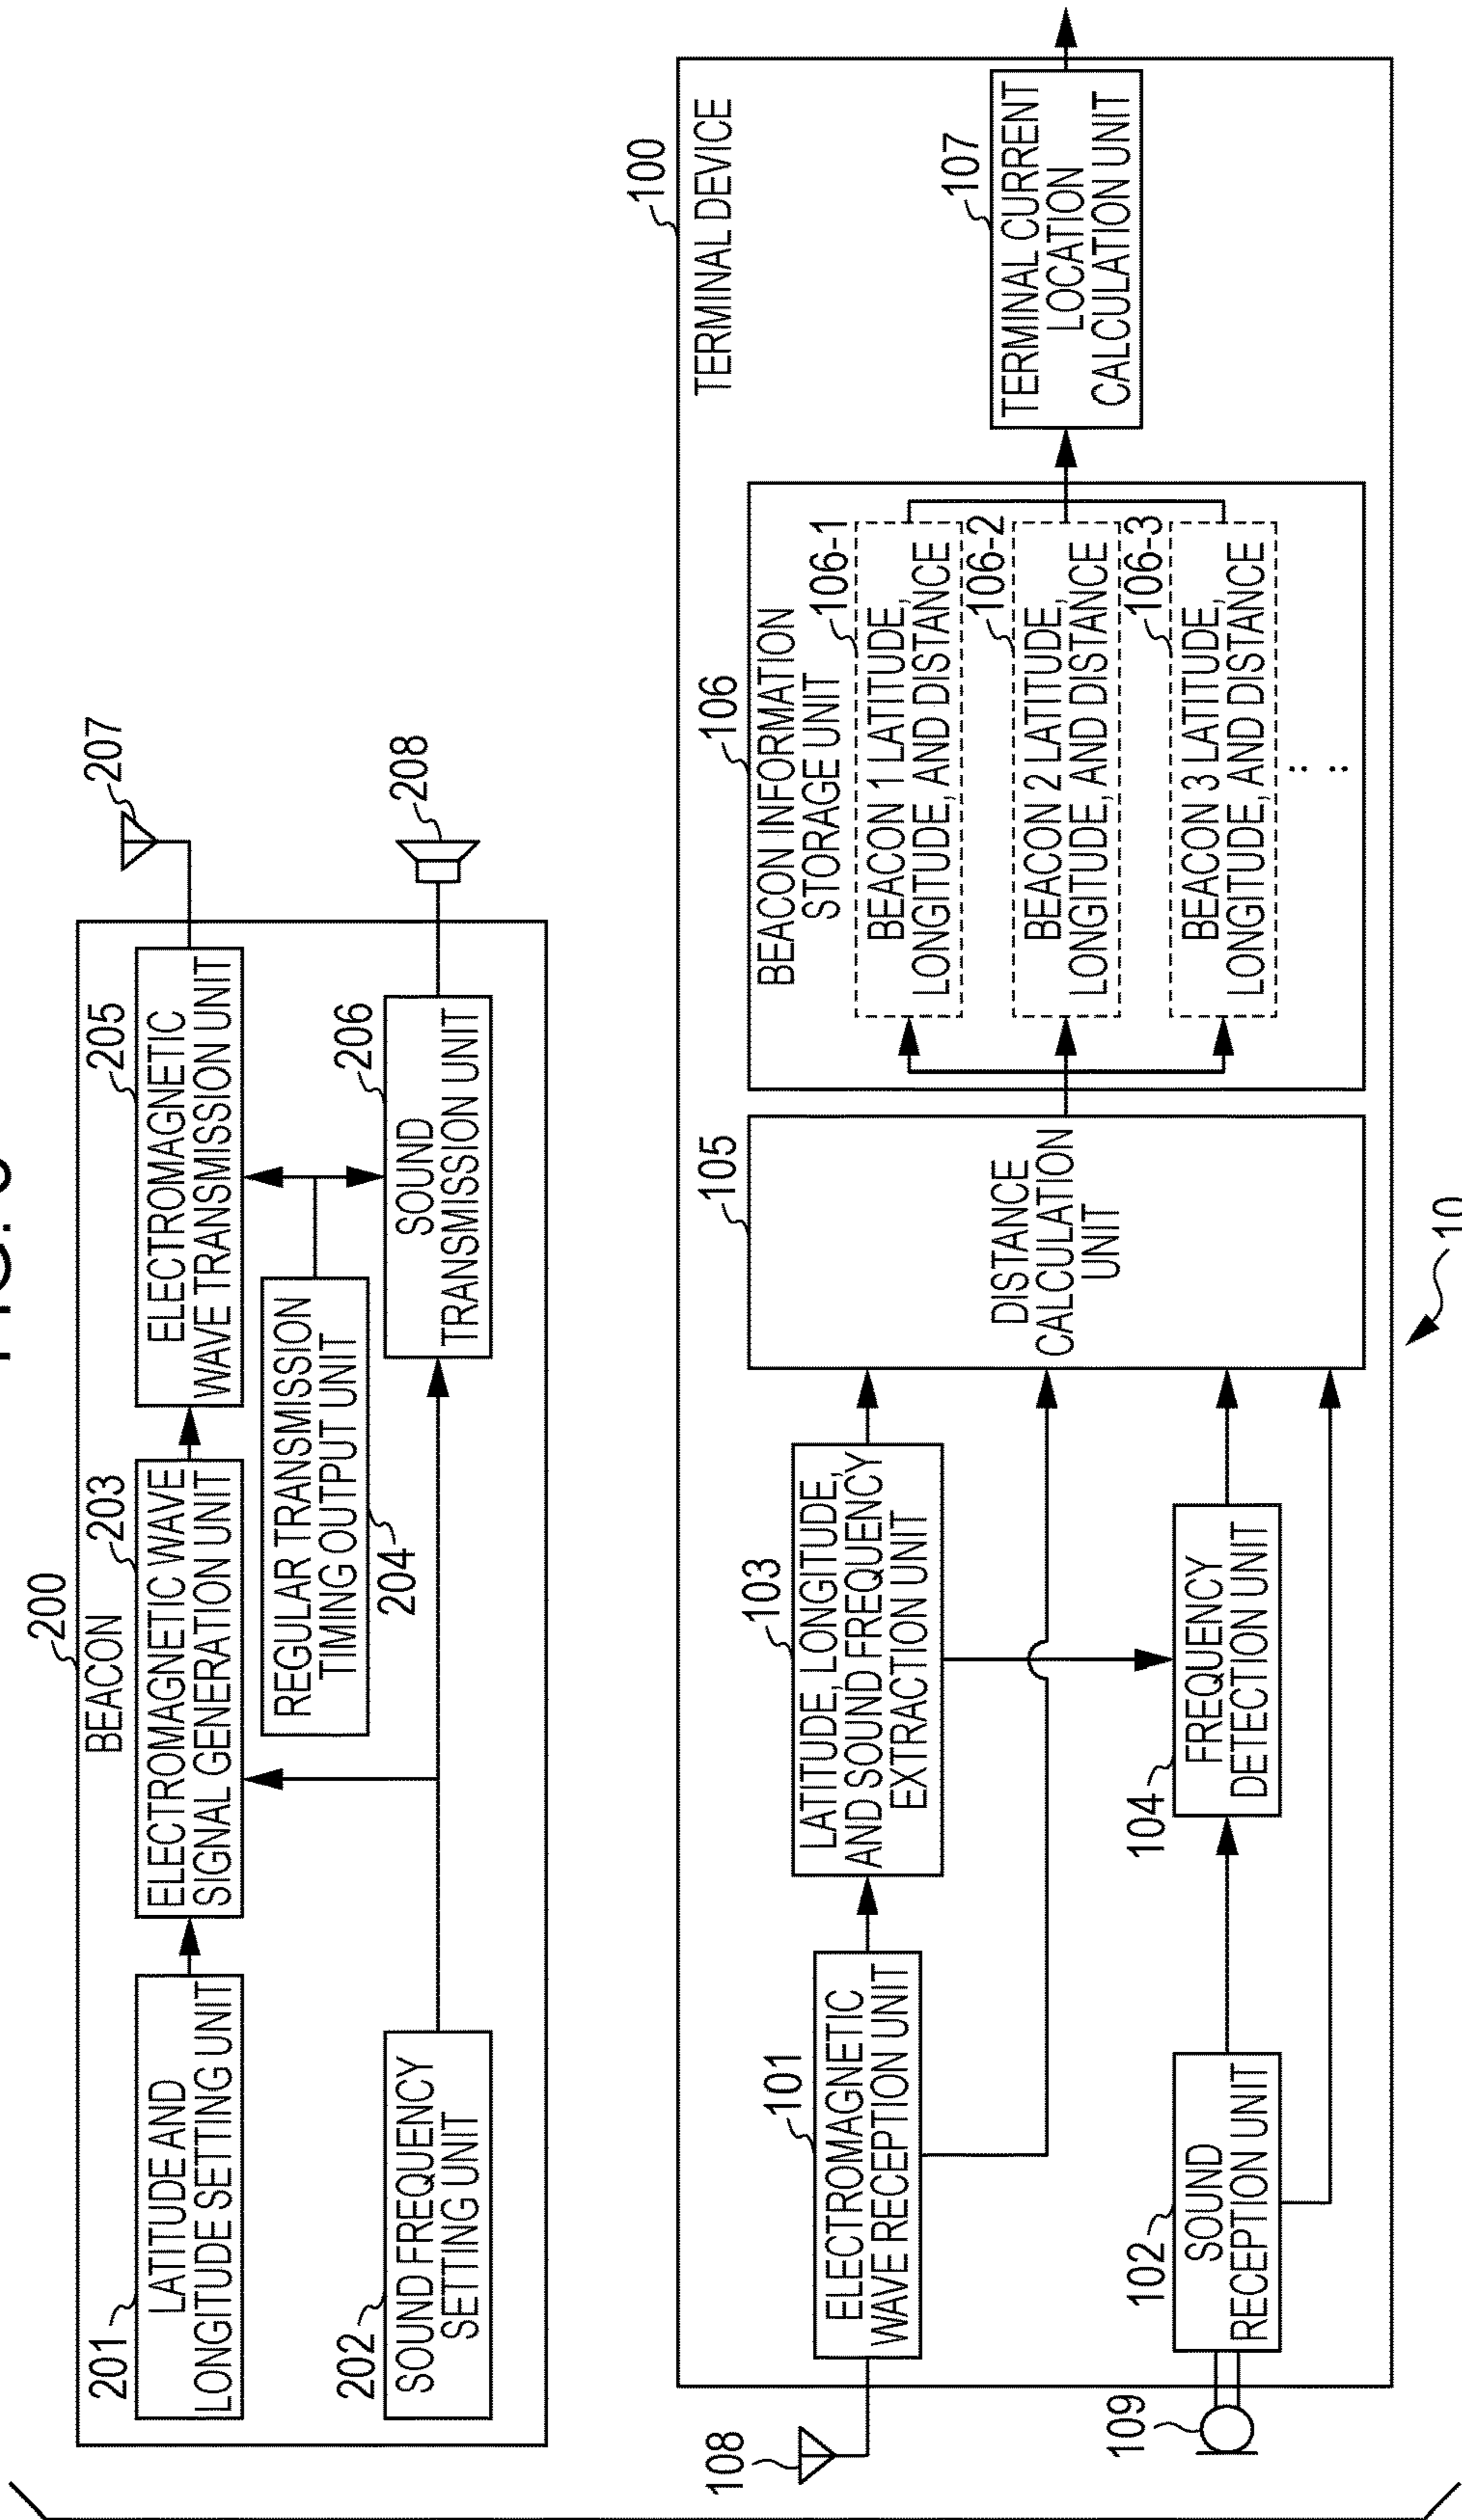 FIG.
200
BEACON
201
LATITUDE AND
LONGITUDE SETTING UNIT
203
ELECTROMAGNETIC WAVE
SIGNAL GENERATION UNIT
205
ELECTROMAGNETIC
WAVE TRANSMISSION UNIT
207
REGULAR TRANSMISSION
TIMING OUTPUT UNIT
204
202
SOUND FREQUENCY
SETTING UNIT
206
SOUND
TRANSMISSION UNIT
208
100
TERMINAL DEVICE
108
101
ELECTROMAGNETIC
WAVE RECEPTION UNIT
103
LATITUDE, LONGITUDE,
AND SOUND FREQUENCY
EXTRACTION UNIT
109
102
SOUND
RECEPTION UNIT
104
FREQUENCY
DETECTION UNIT
105
DISTANCE
CALCULATION
UNIT
106
BEACON INFORMATION
STORAGE UNIT
106-1
BEACON 1 LATITUDE,
LONGITUDE, AND DISTANCE
106-2
BEACON 2 LATITUDE,
LONGITUDE, AND DISTANCE
106-3
BEACON 3 LATITUDE,
LONGITUDE, AND DISTANCE
107
TERMINAL CURRENT
LOCATION
CALCULATION UNIT
10